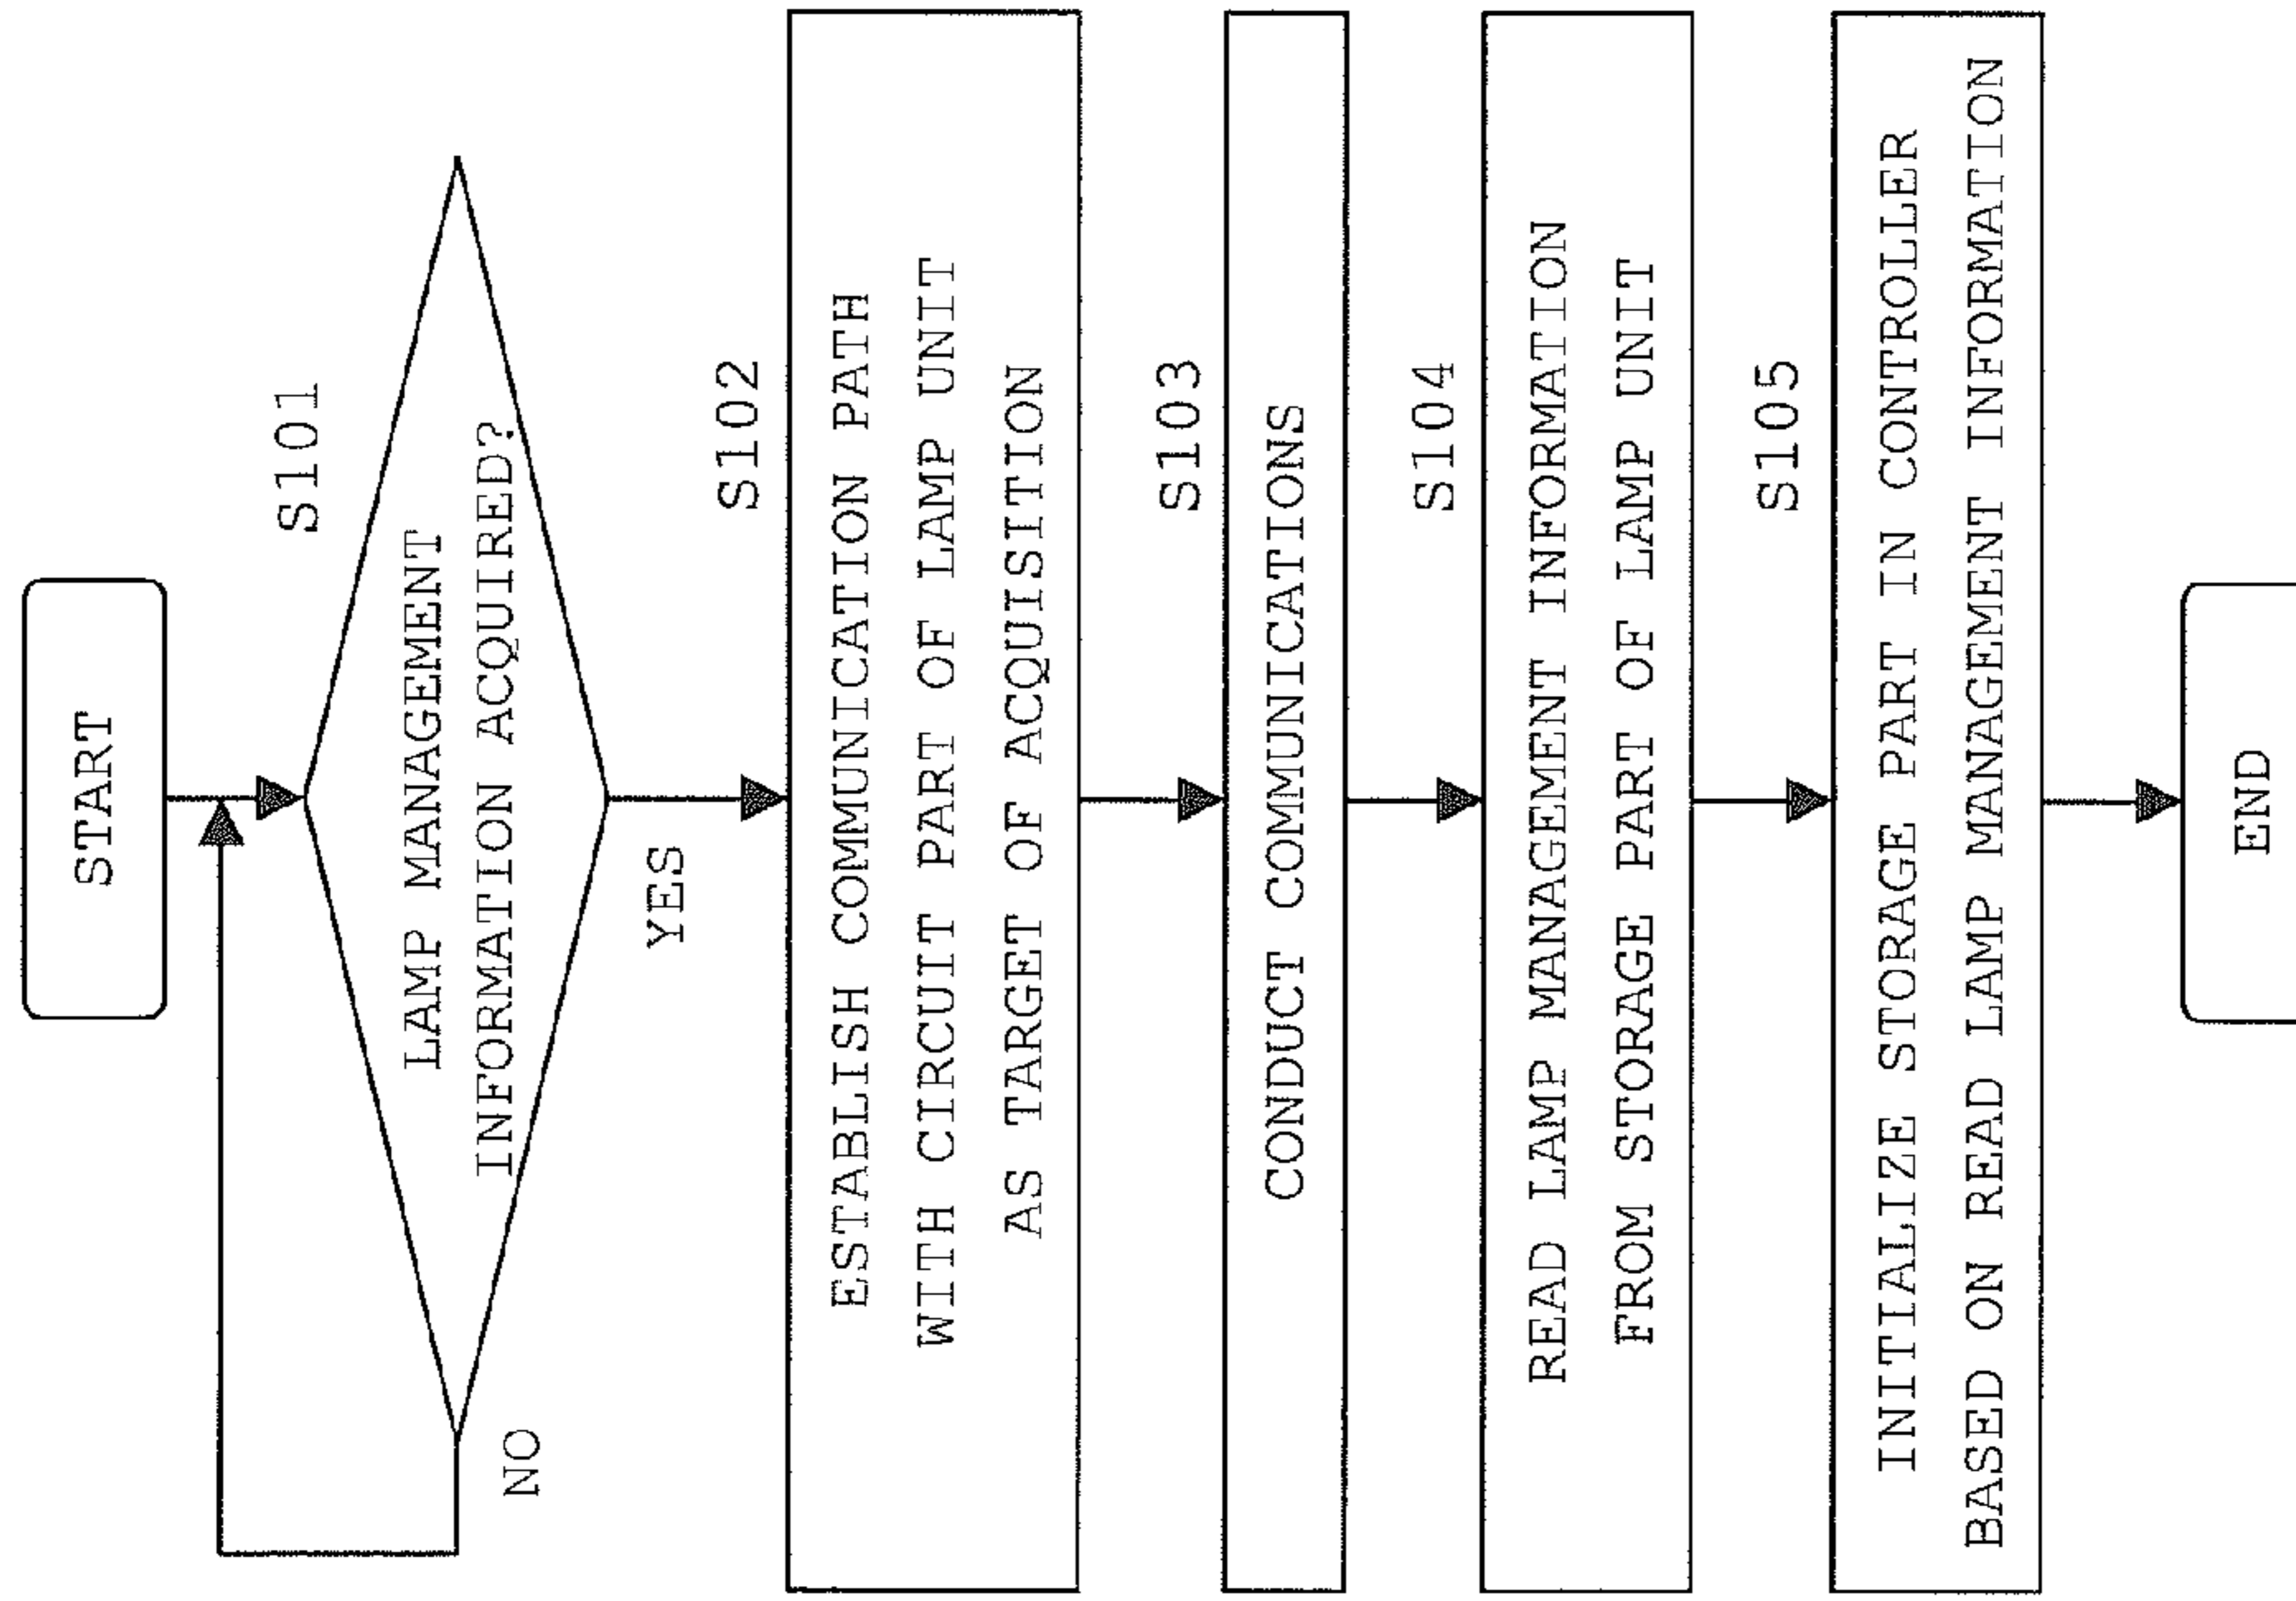 START
S101
LAMP MANAGEMENT
INFORMATION ACQUIRED?
NO
YES
S102
ESTABLISH COMMUNICATION PATH
WITH CIRCUIT PART OF LAMP UNIT
AS TARGET OF ACQUISITION
S103
CONDUCT COMMUNICATIONS
S104
READ LAMP MANAGEMENT INFORMATION
FROM STORAGE PART OF LAMP UNIT
S105
INITIALIZE STORAGE PART IN CONTROLLER
BASED ON READ LAMP MANAGEMENT INFORMATION
END